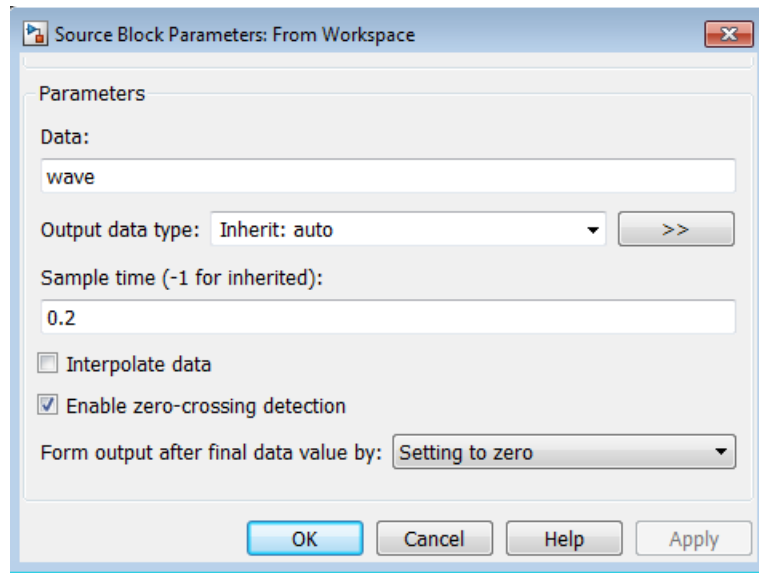 Source Block Parameters: From Workspace
Parameters
Data:
wave
Output data type: Inherit: auto >>
Sample time (-1 for inherited):
0.2
Interpolate data
Enable zero-crossing detection
Form output after final data value by: Setting to zero
OK Cancel Help Apply